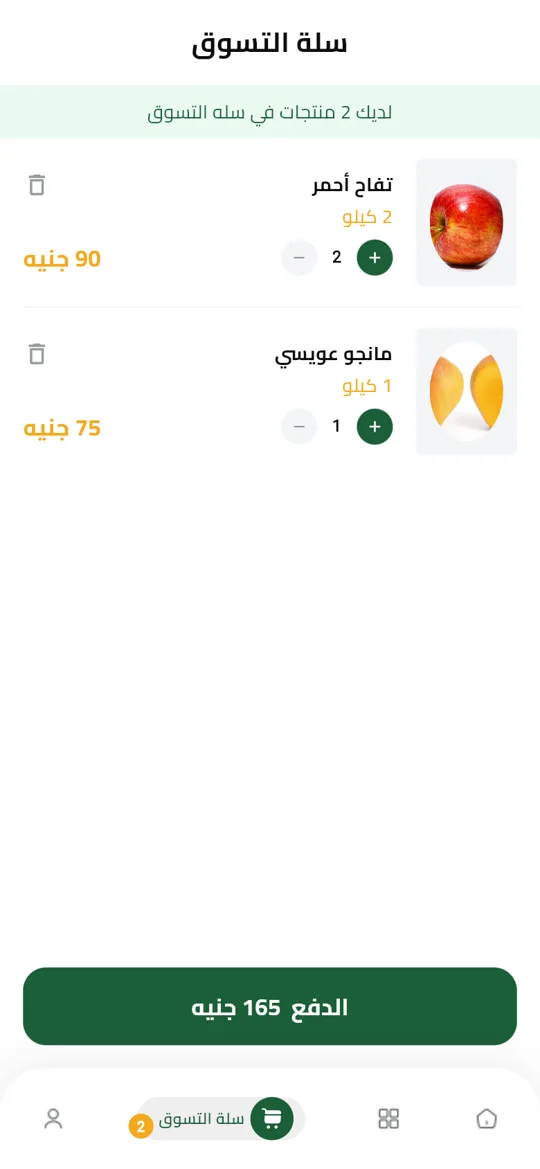 سلة التسوق
لديك 2 منتجات في سله التسوق
تفاح أحمر
2 كيلو
2
90 جنيه
مانجو عويسي
1 كيلو
1
75 جنيه
الدفع 165 جنيه
سلة التسوق
2